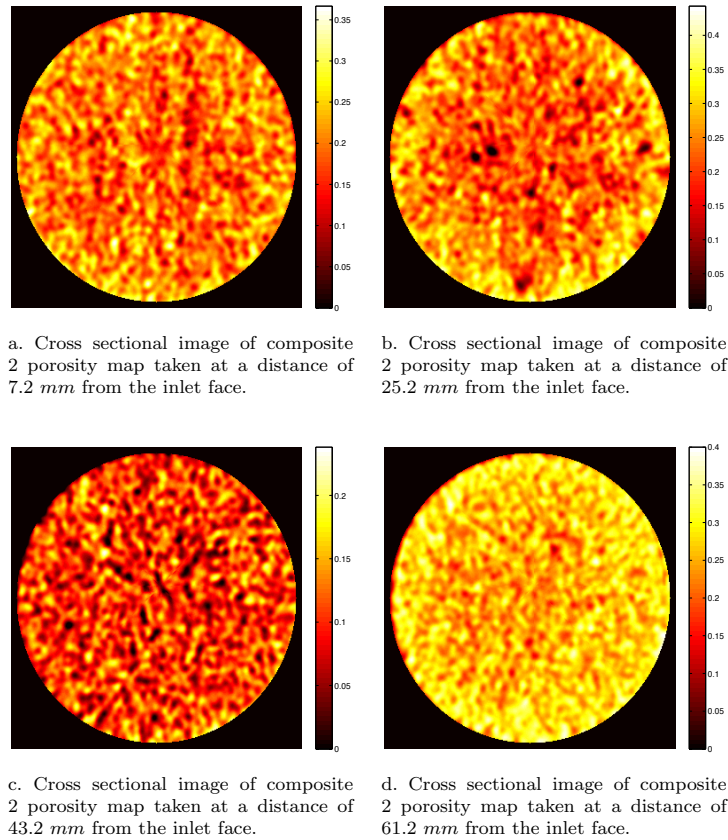 0.35
0.3
0.25
0.2
0.15
0.1
0.05
0
0.4
0.35
0.3
0.25
0.2
0.15
0.1
0.05
0
a. Cross sectional image of composite
2 porosity map taken at a distance of
7.2 mm from the inlet face.
b. Cross sectional image of composite
2 porosity map taken at a distance of
25.2 mm from the inlet face.
0.2
0.15
0.1
0.05
0
0.4
0.35
0.3
0.25
0.2
0.15
0.1
0.05
0
c. Cross sectional image of composite
2 porosity map taken at a distance of
43.2 mm from the inlet face.
d. Cross sectional image of composite
2 porosity map taken at a distance of
61.2 mm from the inlet face.